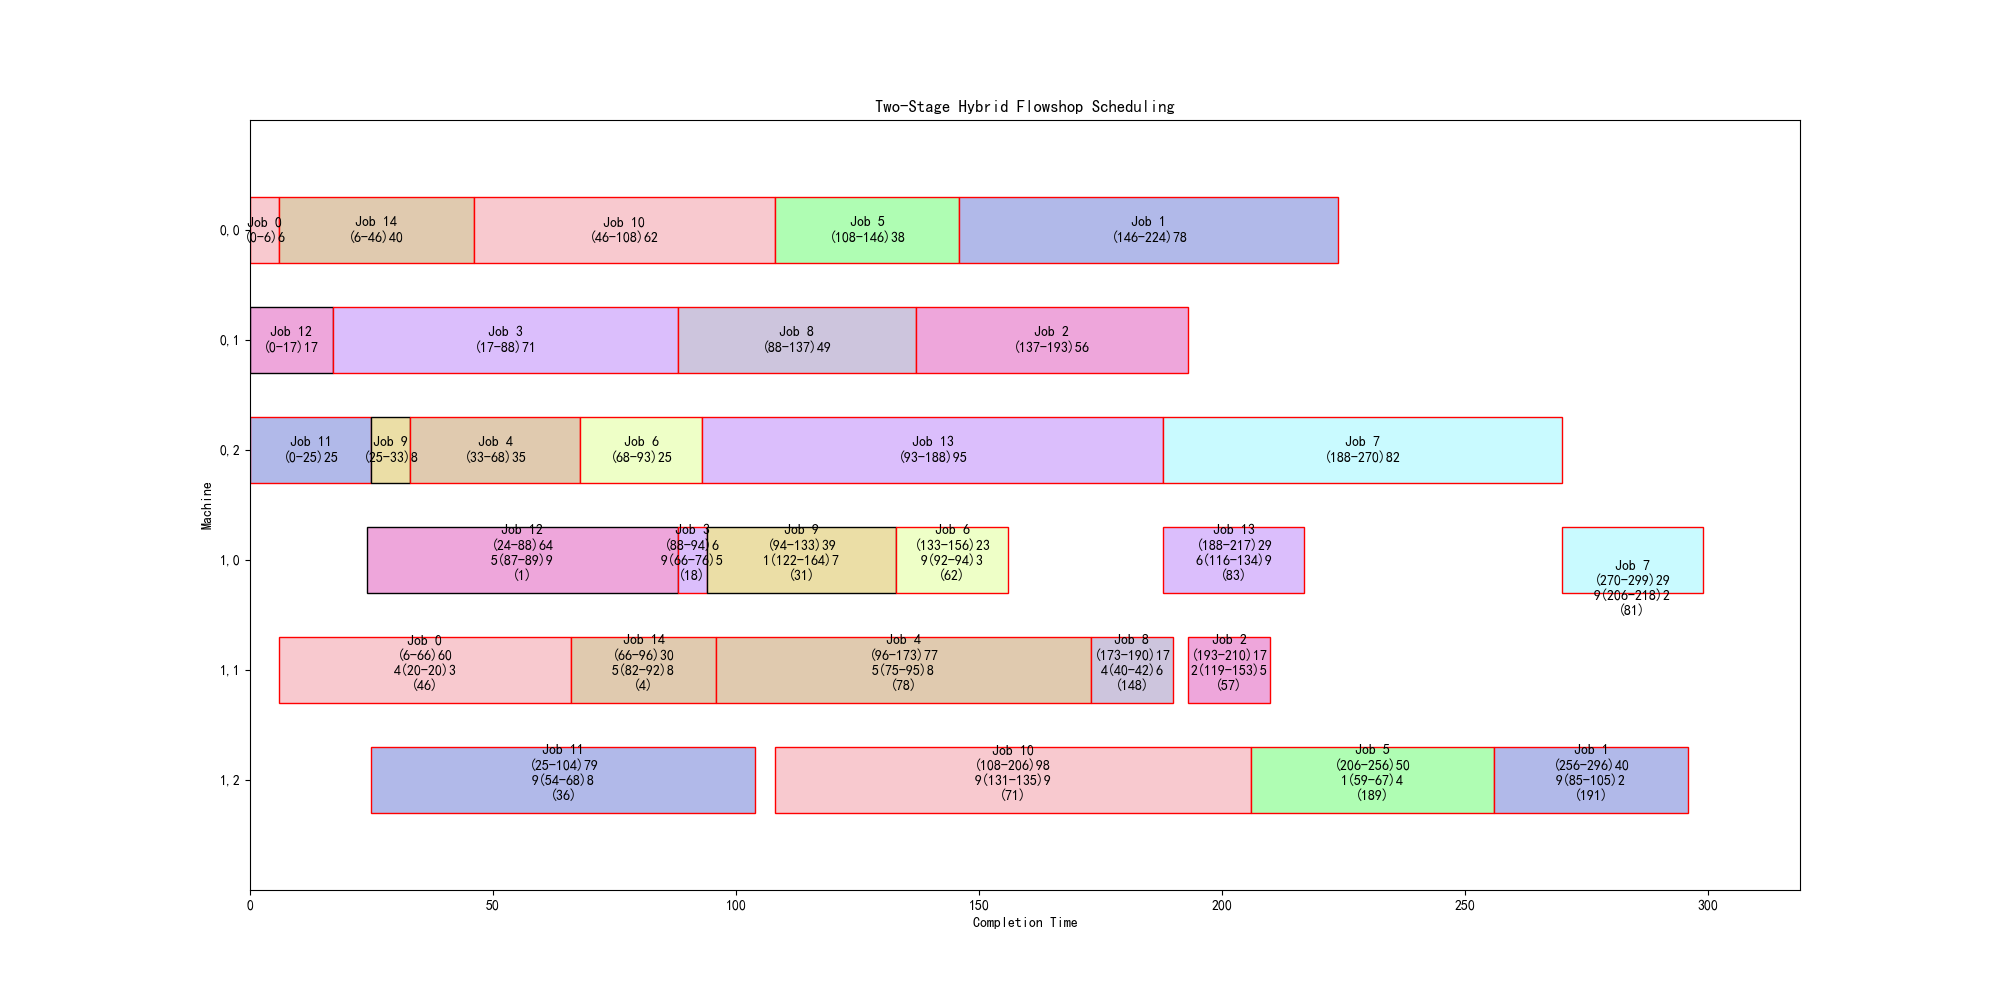 Two-Stage Hybrid Flowshop Scheduling
0,0
Job 0
(0-6)6
Job 14
(6-46)40
Job 10
(46-108)62
Job 5
(108-146)38
Job 1
(146-224)78
0,1
Job 12
(0-17)17
Job 3
(17-88)71
Job 8
(88-137)49
Job 2
(137-193)56
0,2
Job 11
(0-25)25
Job 9
(25-33)8
Job 4
(33-68)35
Job 6
(68-93)25
Job 13
(93-188)95
Job 7
(188-270)82
Machine
1,0
Job 12
(24-88)64
5(87-89)9
(1)
Job 3
(88-94)6
9(66-76)5
(18)
Job 9
(94-133)39
1(122-164)7
(31)
Job 6
(133-156)23
9(92-94)3
(62)
Job 13
(188-217)29
6(116-134)9
(83)
Job 7
(270-299)29
9(206-218)2
(81)
1,1
Job 0
(6-66)60
4(20-20)3
(46)
Job 14
(66-96)30
5(82-92)8
(4)
Job 4
(96-173)77
5(75-95)8
(78)
Job 8
(173-190)17
4(40-42)6
(148)
Job 2
(193-210)17
2(119-153)5
(57)
1,2
Job 11
(25-104)79
9(54-68)8
(36)
Job 10
(108-206)98
9(131-135)9
(71)
Job 5
(206-256)50
1(59-67)4
(189)
Job 1
(256-296)40
9(85-105)2
(191)
0
50
100
150
200
250
300
Completion Time